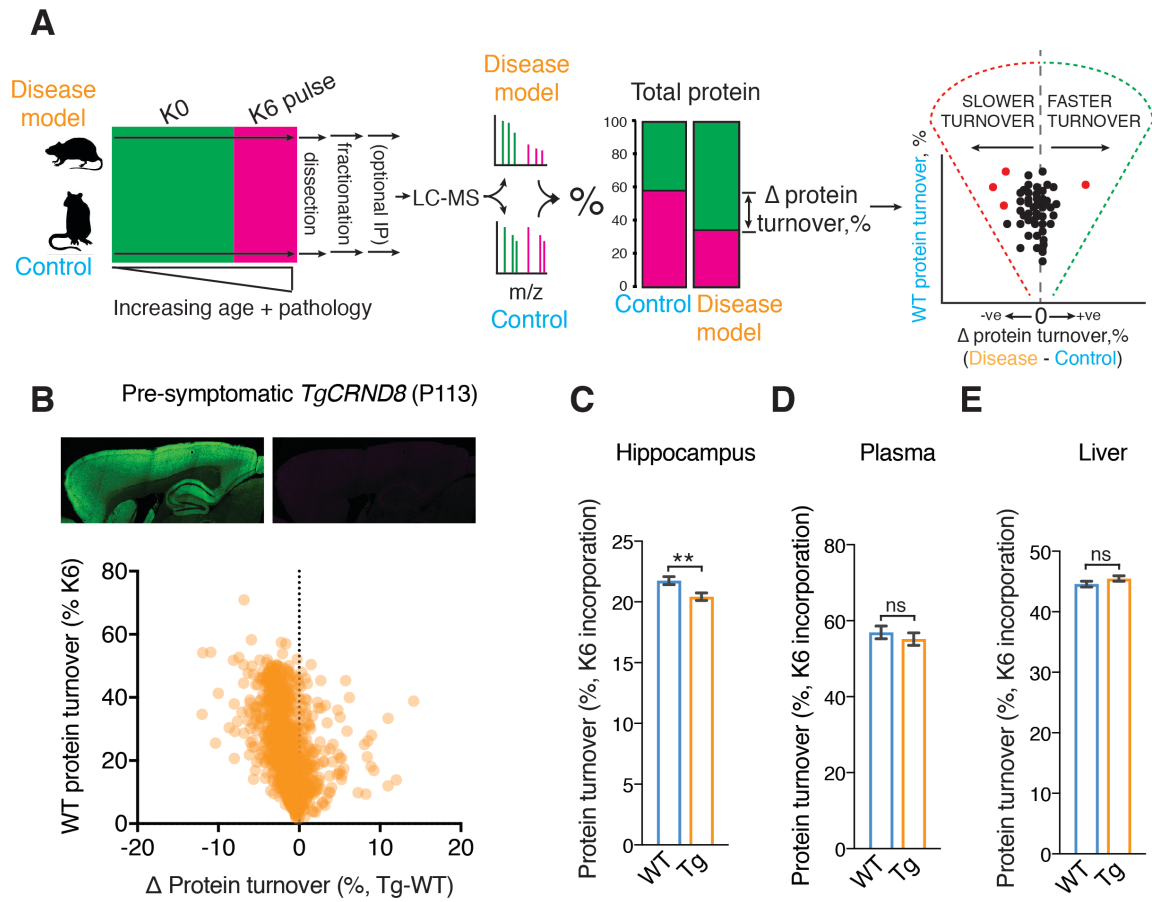 A
Disease
model
Control
K0
K6 pulse
dissection
fractionation
(optional IP)
Increasing age + pathology
LC-MS
Disease
model
m/z
Control
%
Total protein
100
80
60
40
20
0
Control
Disease
model
Δ protein
turnover,%
WT protein turnover, %
SLOWER
TURNOVER
FASTER
TURNOVER
-ve
0
+ve
Δ protein turnover,%
(Disease - Control)
B
Pre-symptomatic TgCRND8 (P113)
WT protein turnover (% K6)
80
60
40
20
0
-20
-10
0
10
20
Δ Protein turnover (%, Tg-WT)
C
Hippocampus
Protein turnover (%, K6 incorporation)
25
20
15
10
5
0
**
WT
Tg
D
Plasma
Protein turnover (%, K6 incorporation)
80
60
40
20
0
ns
WT
Tg
E
Liver
Protein turnover (%, K6 incorporation)
50
40
30
20
10
0
ns
WT
Tg